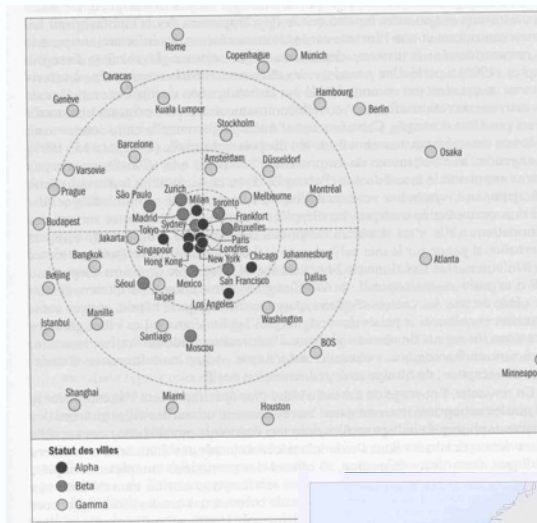 Rome
Copenhague
Munich
Caracas
Genève
Kuala Lumpur
Hambourg
Berlin
Stockholm
Barcelone
Amsterdam
Düsseldorf
Osaka
Varsovie
Prague
Zurich
Milan
Toronto
Melbourne
Montréal
São Paulo
Madrid
Sydney
Frankfort
Bruxelles
Budapest
Tokyo
Paris
Jakarta
Londres
Singapour
New York
Chicago
Hong Kong
Johannesburg
Atlanta
Bangkok
Mexico
San Francisco
Dallas
Beijing
Séoul
Taipei
Los Angeles
Washington
Istanbul
Manille
Santiago
Moscou
BOS
Minneapo
Shanghai
Miami
Houston
Statut des villes
Alpha
Beta
Gamma